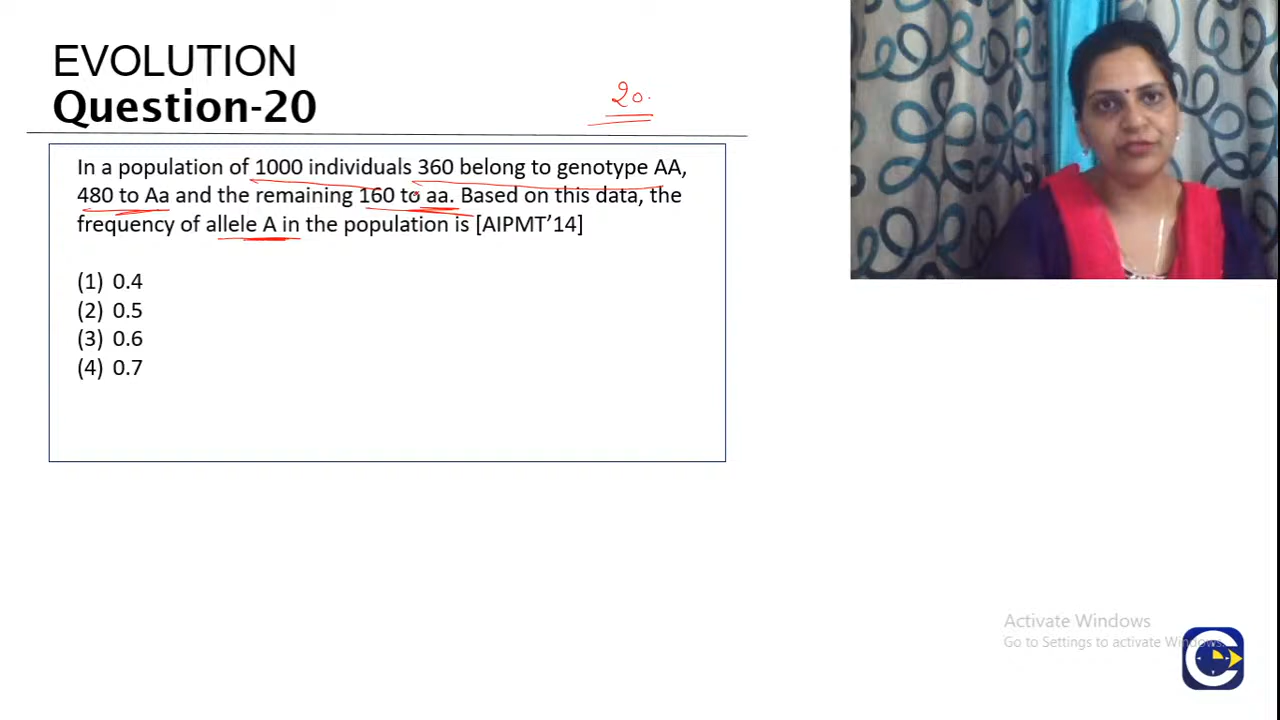 EVOLUTION
Question-20
20.
In a population of 1000 individuals 360 belong to genotype AA,
480 to Aa and the remaining 160 to aa. Based on this data, the
frequency of allele A in the population is [AIPMT’14]
(1) 0.4
(2) 0.5
(3) 0.6
(4) 0.7
Activate Windows
Go to Settings to activate Windows.